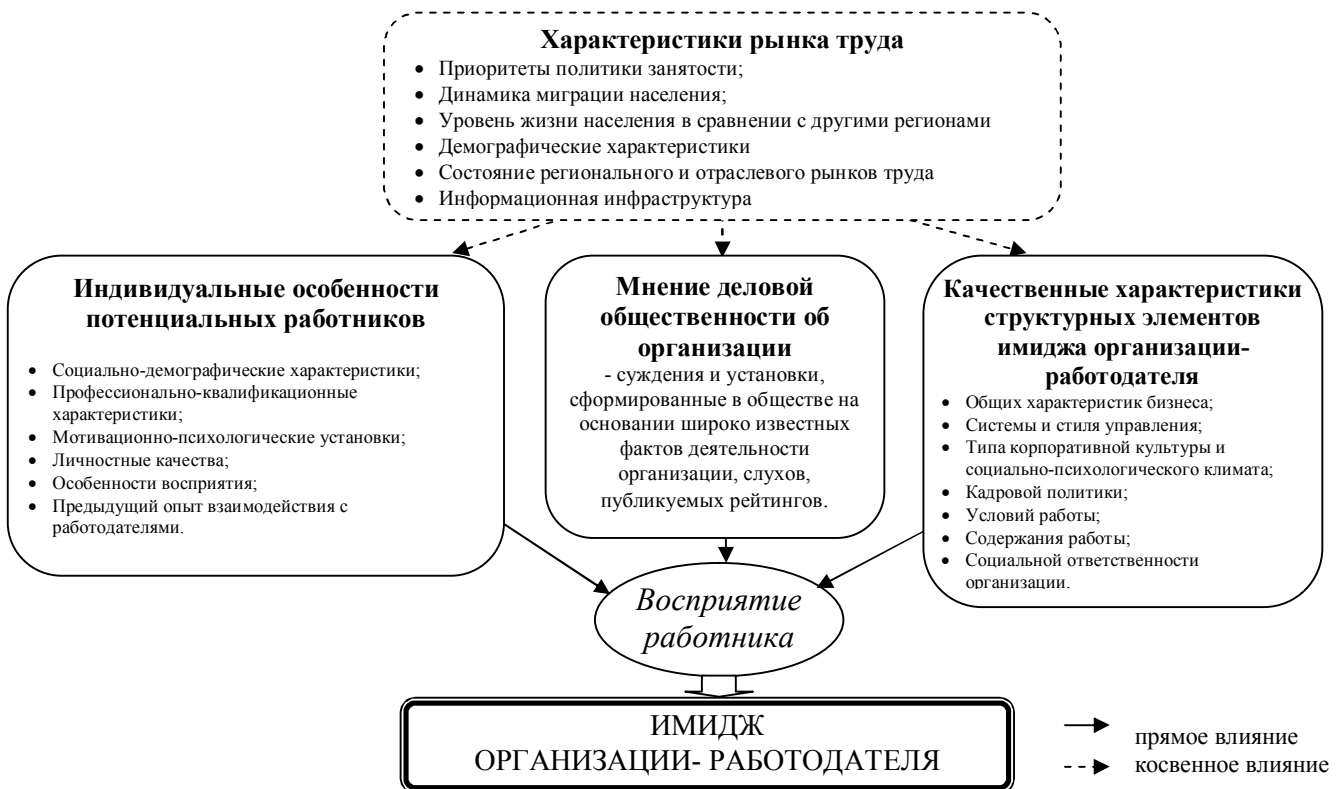 Характеристики рынка труда
• Приоритеты политики занятости;
• Динамика миграции населения;
• Уровень жизни населения в сравнении с другими регионами
• Демографические характеристики
• Состояние регионального и отраслевого рынков труда
• Информационная инфраструктура
Индивидуальные особенности
потенциальных работников
• Социально-демографические характеристики;
• Профессионально-квалификационные
характеристики;
• Мотивационно-психологические установки;
• Личностные качества;
• Особенности восприятия;
• Предыдущий опыт взаимодействия с
работодателями.
Мнение деловой
общественности об
организации
- суждения и установки,
сформированные в обществе на
основании широко известных
фактов деятельности
организации, слухов,
публикуемых рейтингов.
Качественные характеристики
структурных элементов
имиджа организации-
работодателя
• Общих характеристик бизнеса;
• Системы и стиля управления;
• Типа корпоративной культуры и
социально-психологического климата;
• Кадровой политики;
• Условий работы;
• Содержания работы;
• Социальной ответственности
организации.
Восприятие
работника
ИМИДЖ
ОРГАНИЗАЦИИ- РАБОТОДАТЕЛЯ
прямое влияние
косвенное влияние